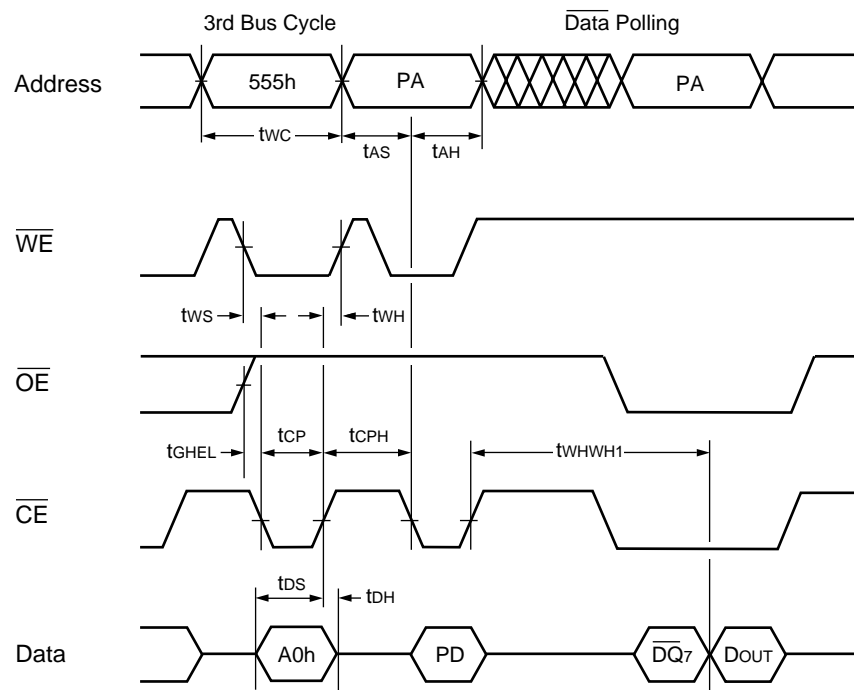 3rd Bus Cycle
Data Polling
Address
555h
PA
PA
tWC
tAS
tAH
WE
tWS
tWH
OE
tGHEL
tCP
tCPH
tWHWH1
CE
tDS
tDH
Data
A0h
PD
DQ7
DOUT